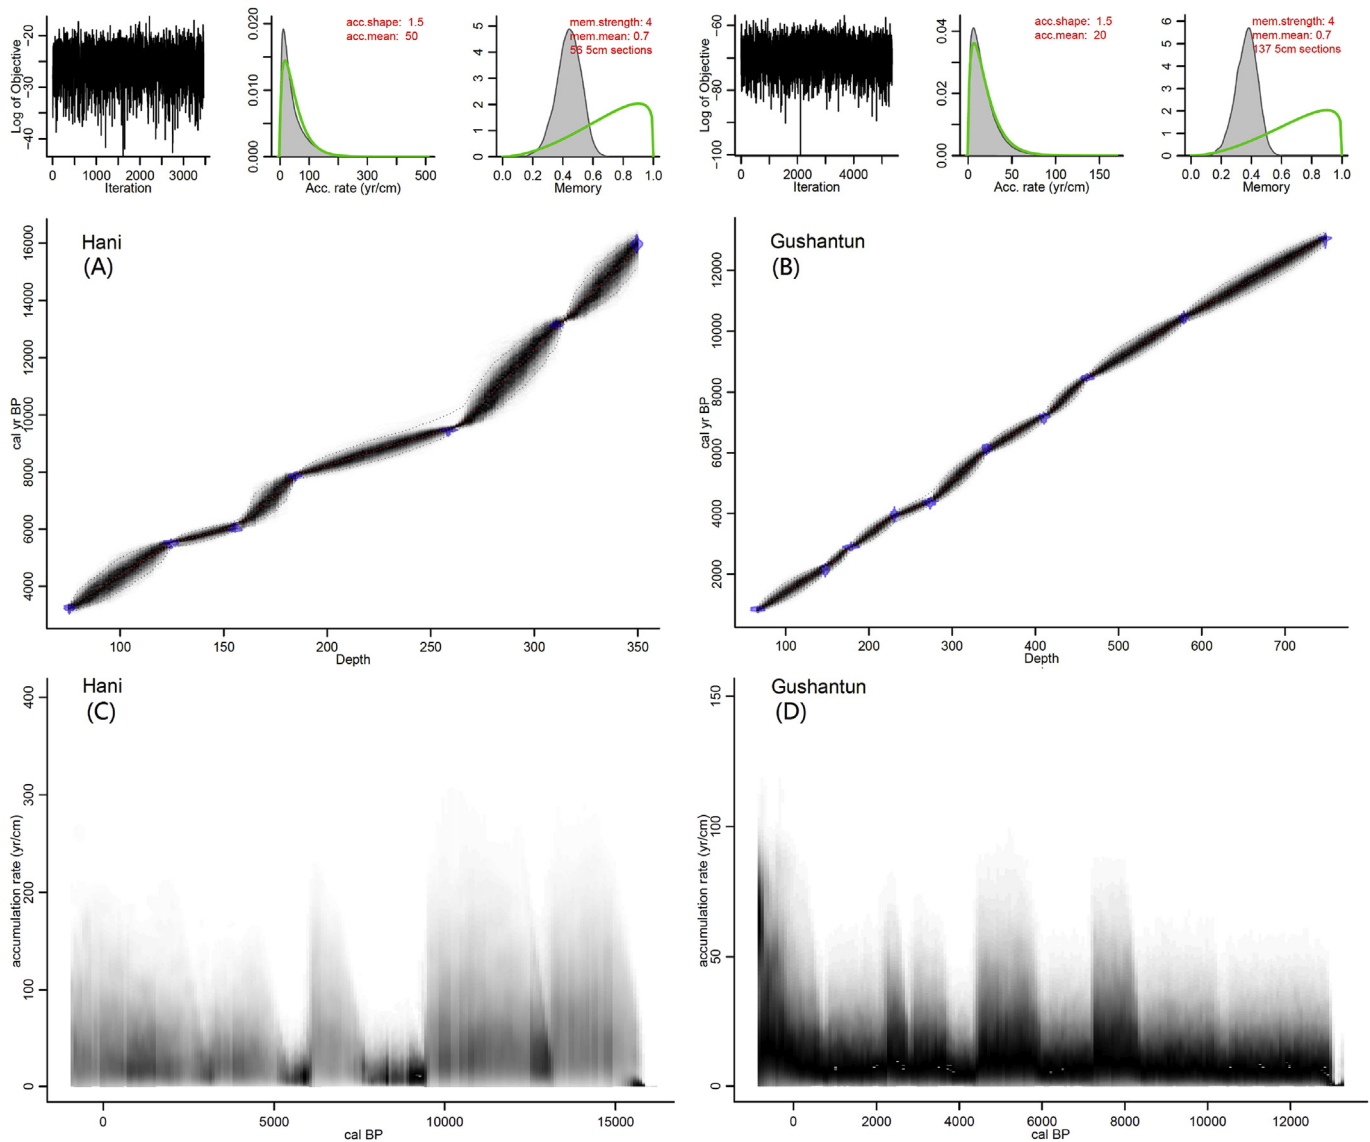 acc.shape: 1.5
acc.mean: 50
mem.strength: 4
mem.mean: 0.7
56 5cm sections
Log of Objective
−20
−30
−40
0 1000 2000 3000
Iteration
0.000 0.010 0.020
0 100 300 500
Acc. rate (yr/cm)
0 1 2 3 4 5
0.0 0.2 0.4 0.6 0.8 1.0
Memory
acc.shape: 1.5
acc.mean: 20
mem.strength: 4
mem.mean: 0.7
137 5cm sections
Log of Objective
−60
−80
−100
0 2000 4000
Iteration
0.00 0.02 0.04
0 50 100 150
Acc. rate (yr/cm)
0 1 2 3 4 5 6
0.0 0.2 0.4 0.6 0.8 1.0
Memory
Hani
(A)
cal yr BP
4000 6000 8000 10000 12000 14000 16000
100 150 200 250 300 350
Depth
Gushantun
(B)
cal yr BP
2000 4000 6000 8000 10000 12000
100 200 300 400 500 600 700
Depth
Hani
(C)
accumulation rate (yr/cm)
0 100 200 300 400
0 5000 10000 15000
cal BP
Gushantun
(D)
accumulation rate (yr/cm)
0 50 100 150
0 2000 4000 6000 8000 10000 12000
cal BP